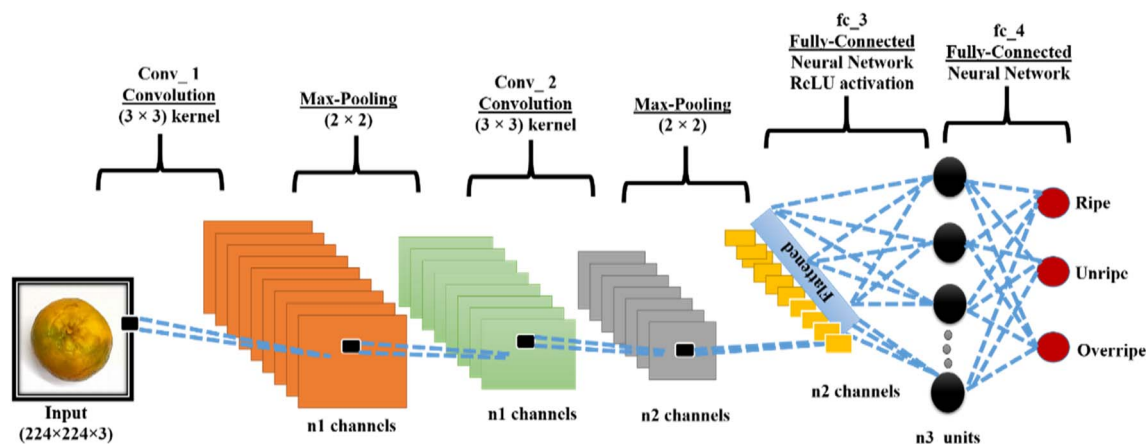 Conv_ 1
Convolution
(3 × 3) kernel
Max-Pooling
(2 × 2)
Conv_ 2
Convolution
(3 × 3) kernel
Max-Pooling
(2 × 2)
fc_3
Fully-Connected
Neural Network
ReLU activation
fc_4
Fully-Connected
Neural Network
Flattened
Ripe
Unripe
Overripe
Input
(224×224×3)
n1 channels
n1 channels
n2 channels
n2 channels
n3 units